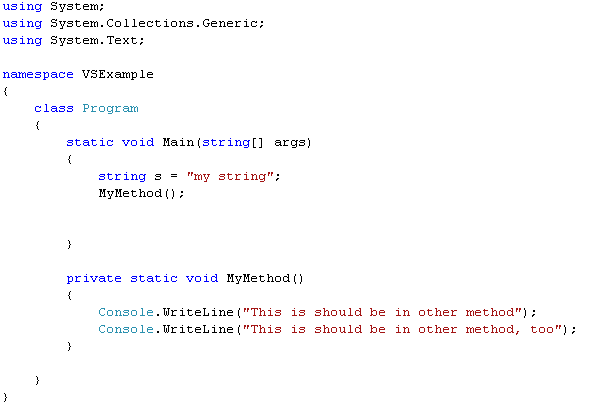 using System;
using System.Collections.Generic;
using System.Text;

namespace VSExample
{
    class Program
    {
        static void Main(string[] args)
        {
            string s = "my string";
            MyMethod();


        }

        private static void MyMethod()
        {
            Console.WriteLine("This is should be in other method");
            Console.WriteLine("This is should be in other method, too");
        }

    }
}